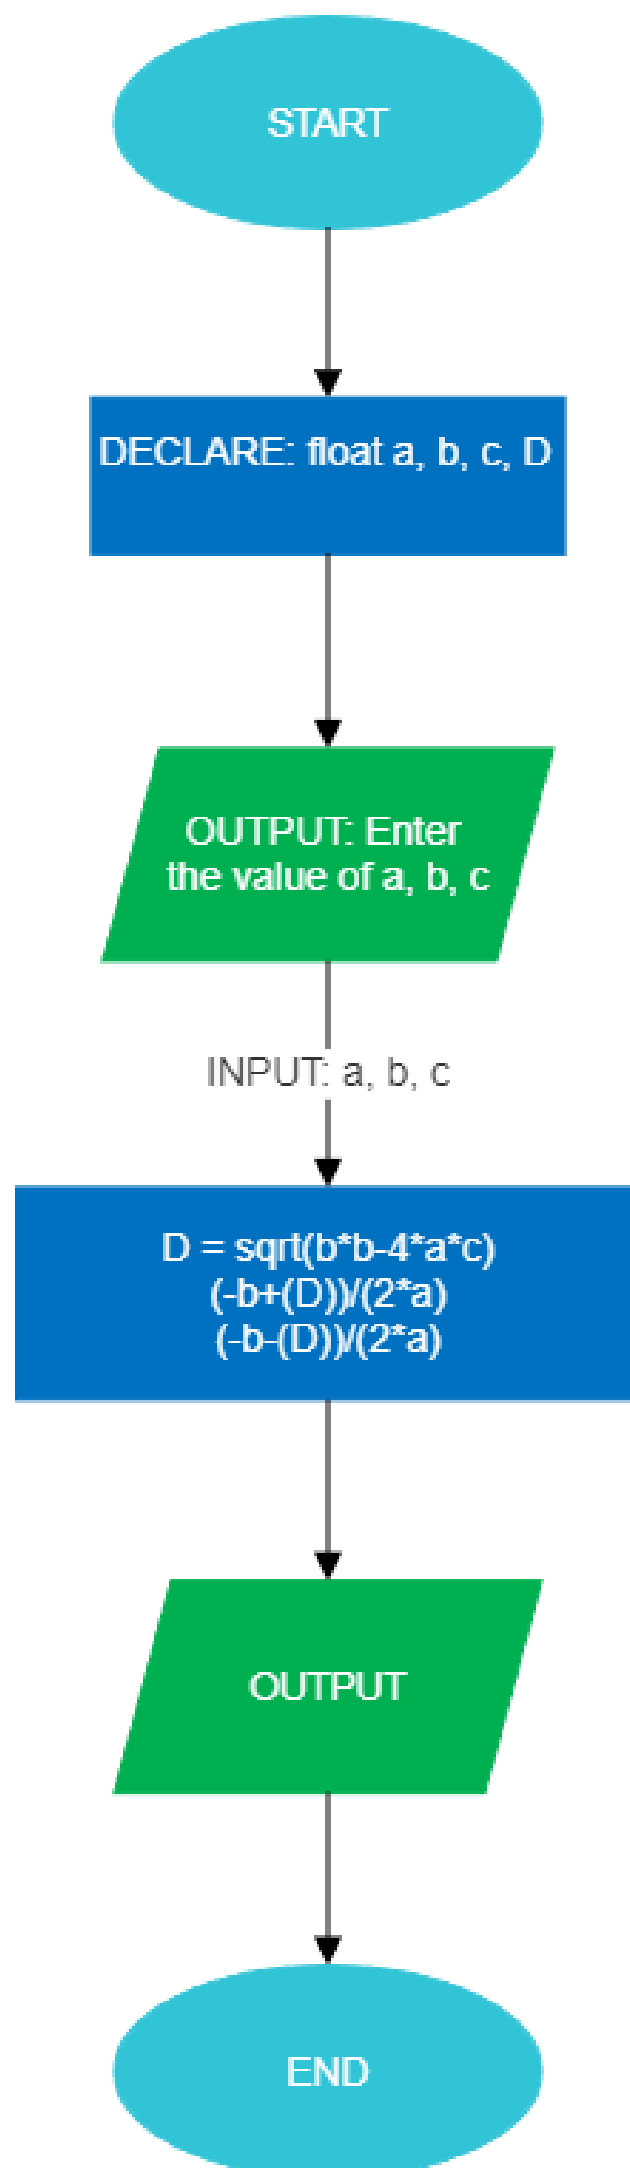 START
DECLARE: float a, b, c, D
OUTPUT: Enter
the value of a, b, c
INPUT: a, b, c
D = sqrt(b*b-4*a*c)
(-b+(D))/(2*a)
(-b-(D))/(2*a)
OUTPUT
END